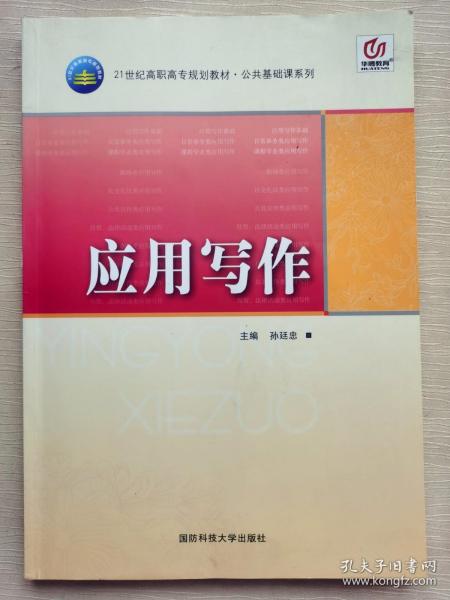 21世纪高职高专规划教材·公共基础课系列
华腾教育
HUATENG
应用写作
主编 孙廷忠
YINGYONG
XIEZUO
国防科技大学出版社
孔夫子旧书网
www.kongfz.com